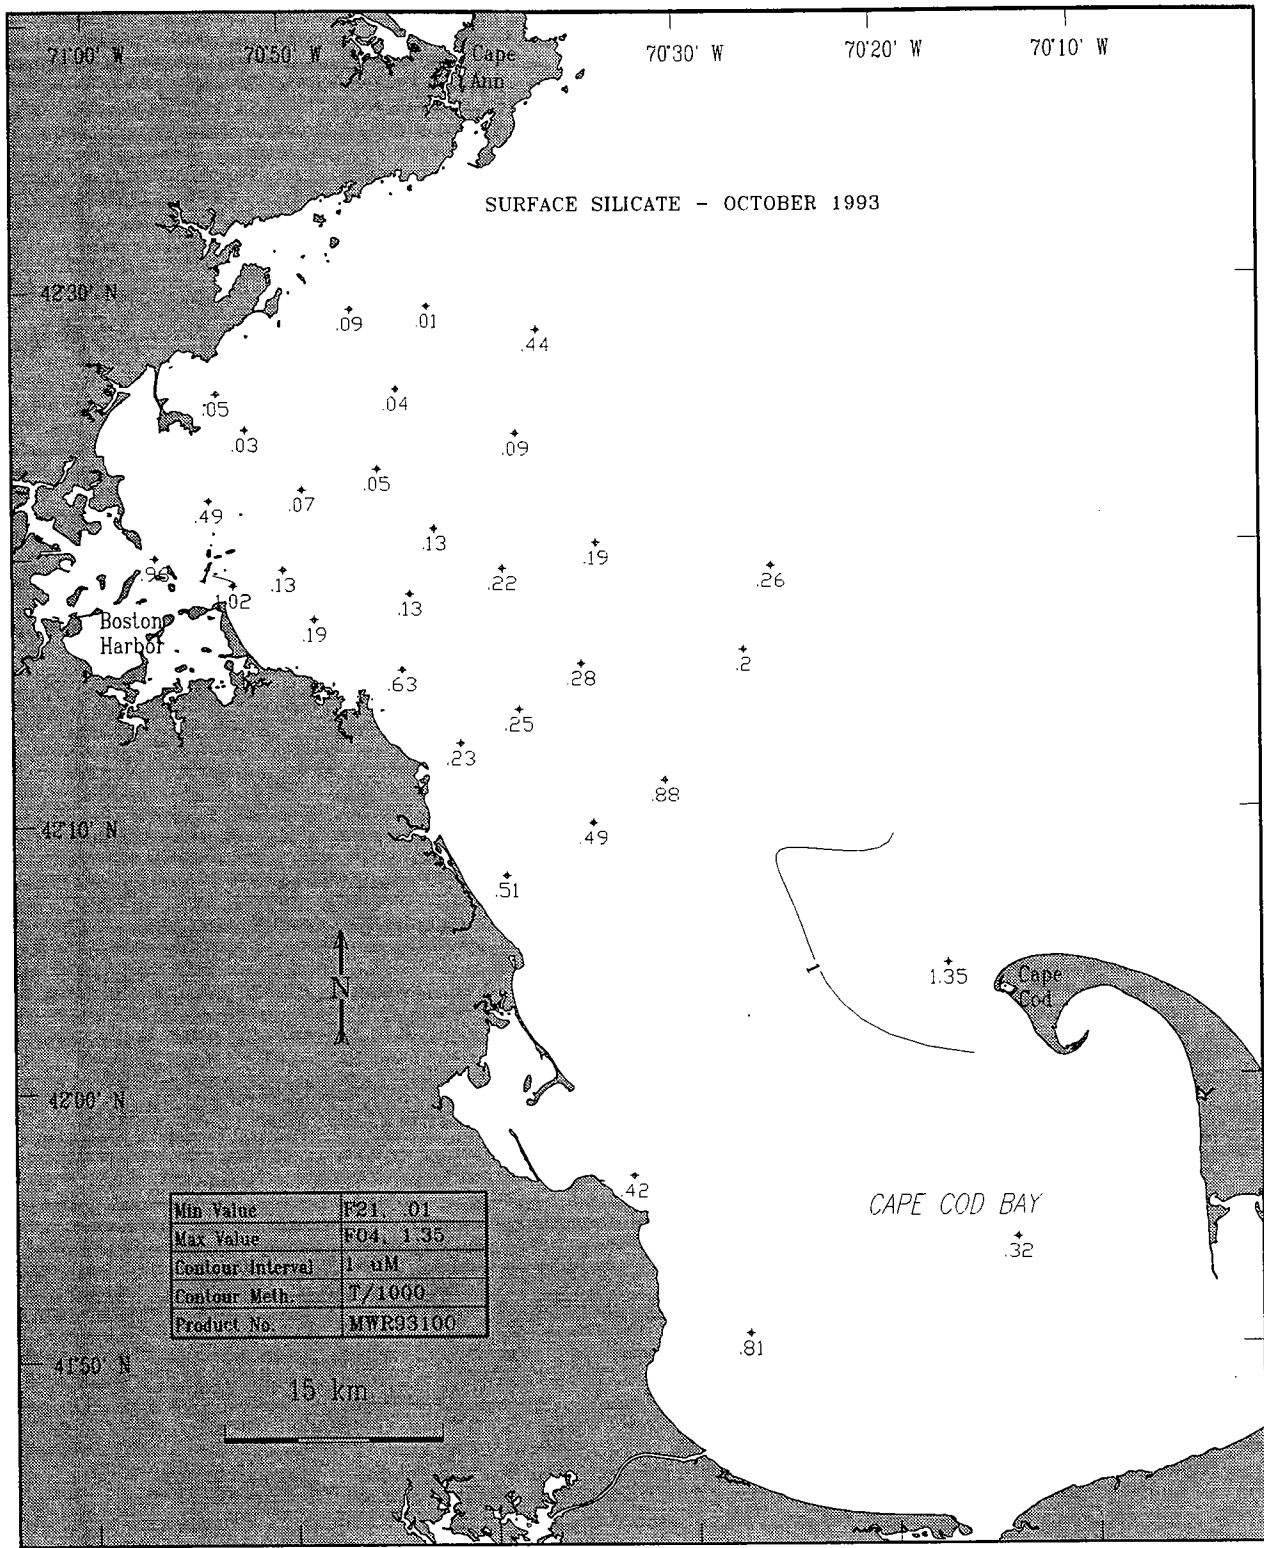 71°00' W 70°50' W 70°30' W 70°20' W 70°10' W
Cape
Ann
SURFACE SILICATE - OCTOBER 1993
42°30' N
.09 .01
.44
.05 .04
.03 .09
.05
.07
.49
.13
.19
.96 .13 .22 .26
1.02 .13
Boston
Harbor
.19
.2
.63 .28
.25
.23
.88
42°10' N
.49
.51
1
1.35
Cape
Cod
N
42°00' N
.42
CAPE COD BAY
.32
Min Value F21, .01
Max Value F04, 1.35
Contour Interval 1 uM
Contour Meth. T/1000
Product No. MWR93100
.81
41°50' N
15 km